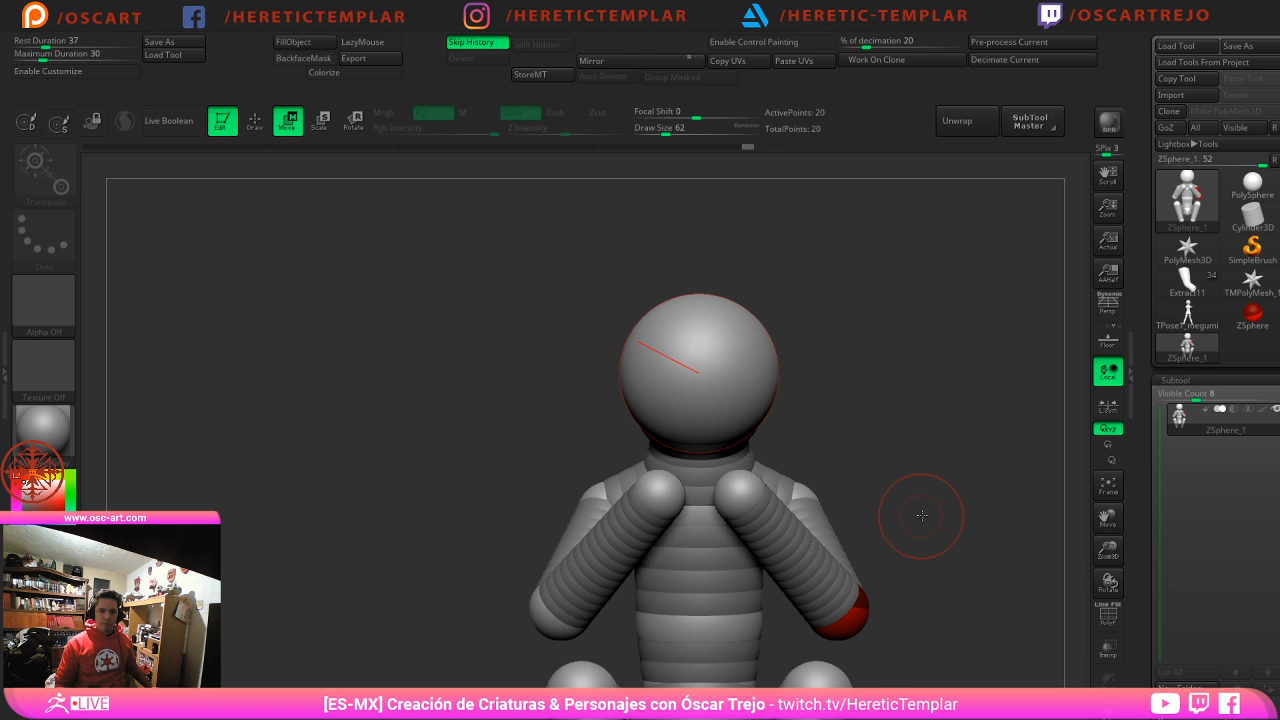 /OSCART
/HERETICTEMPLAR
/HERETICTEMPLAR
/HERETIC-TEMPLAR
/OSCARTREJO
Rest Duration 37
Maximum Duration 30
Enable Customize
Save As
Load Tool
FillObject
LazyMouse
BackfaceMask
Export
Colorize
Skip History
Split Hidden
Delete
StoreMT
Mirror
Auto Groups
Group Masked
Enable Control Painting
Copy UVs
Paste UVs
% of decimation 20
Work On Clone
Pre-process Current
Decimate Current
Live Boolean
Edit
Draw
Move
Scale
Rotate
Mrgb
M
Zsub
Zcut
Rgb Intensity
Z Intensity
Focal Shift 0
Draw Size 62
Dynamic
ActivePoints: 20
TotalPoints: 20
Unwrap
SubTool
Master
BPR
SPix 3
Scroll
Zoom
Actual
AAHalf
Dynamic
Persp
Floor
Local
L.Sym
XYZ
Frame
Move
Zoom3D
Rotate
Line Fill
PolyF
Transp
Load Tool
Save As
Load Tools From Project
Copy Tool
Paste Tool
Import
Export
Clone
Make PolyMesh3D
GoZ
All
Visible
R
Lightbox▶Tools
ZSphere_1. 52
R
ZSphere_1
PolySphere
Cylinder3D
PolyMesh3D
SimpleBrush
34
Extract11
TMPolyMesh_1
TPose1_megumi
ZSphere
ZSphere_1
Subtool
Visible Count 8
ZSphere_1
List All
New Folder
Transpose
Dots
Alpha Off
Texture Off
www.osc-art.com
LIVE
[ES-MX] Creación de Criaturas & Personajes con Óscar Trejo - twitch.tv/HereticTemplar